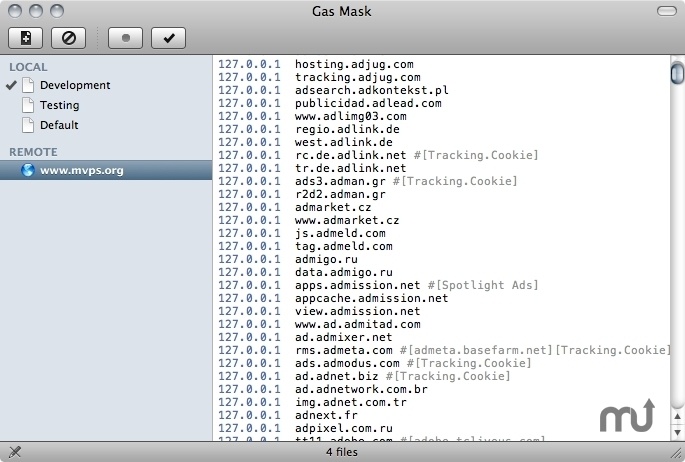 Gas Mask
LOCAL
Development
Testing
Default
REMOTE
www.mvps.org
127.0.0.1 hosting.adjug.com
127.0.0.1 tracking.adjug.com
127.0.0.1 adsearch.adkontekst.pl
127.0.0.1 publicidad.adlead.com
127.0.0.1 www.adlimg03.com
127.0.0.1 regio.adlink.de
127.0.0.1 west.adlink.de
127.0.0.1 rc.de.adlink.net #[Tracking.Cookie]
127.0.0.1 tr.de.adlink.net
127.0.0.1 ads3.adman.gr #[Tracking.Cookie]
127.0.0.1 r2d2.adman.gr
127.0.0.1 admarket.cz
127.0.0.1 www.admarket.cz
127.0.0.1 js.admeld.com
127.0.0.1 tag.admeld.com
127.0.0.1 admigo.ru
127.0.0.1 data.admigo.ru
127.0.0.1 apps.admission.net #[Spotlight Ads]
127.0.0.1 appcache.admission.net
127.0.0.1 view.admission.net
127.0.0.1 www.ad.admitad.com
127.0.0.1 ad.admixer.net
127.0.0.1 rms.admeta.com #[admeta.basefarm.net][Tracking.Cookie]
127.0.0.1 ads.admodus.com #[Tracking.Cookie]
127.0.0.1 ad.adnet.biz #[Tracking.Cookie]
127.0.0.1 ad.adnetwork.com.br
127.0.0.1 img.adnet.com.tr
127.0.0.1 adnext.fr
127.0.0.1 adpixel.com.ru
4 files